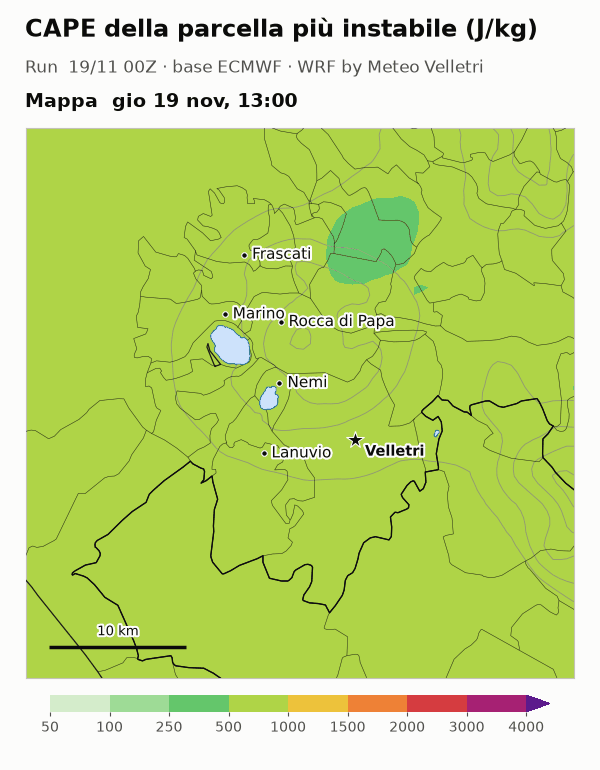 CAPE della parcella più instabile (J/kg)
Run  19/11 00Z · base ECMWF · WRF by Meteo Velletri
Mappa  gio 19 nov, 13:00
Frascati
Marino
Rocca di Papa
Nemi
Velletri
Lanuvio
10 km
50 100 250 500 1000 1500 2000 3000 4000